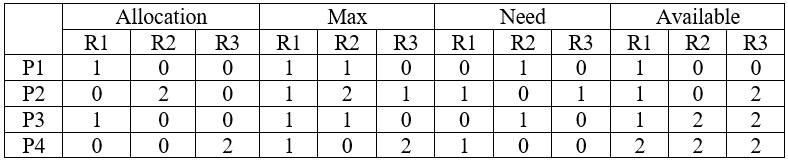 Allocation Max Need Available
R1 R2 R3 R1 R2 R3 R1 R2 R3 R1 R2 R3
P1 1 0 0 1 1 0 0 1 0 1 0 0
P2 0 2 0 1 2 1 1 0 1 1 0 2
P3 1 0 0 1 1 0 0 1 0 1 2 2
P4 0 0 2 1 0 2 1 0 0 2 2 2